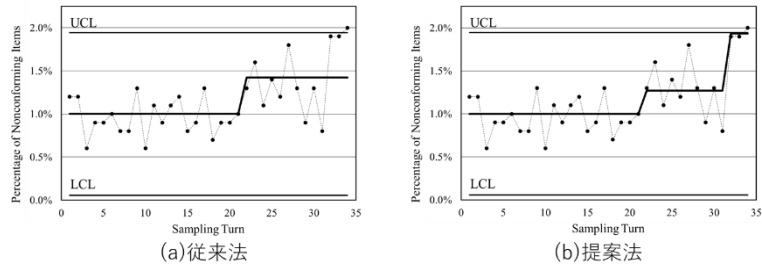 Percentage of Nonconforming Items
2.0%
1.5%
1.0%
0.5%
0.0%
UCL
LCL
0 5 10 15 20 25 30 35
Sampling Turn
(a)従来法
Percentage of Nonconforming Items
2.0%
1.5%
1.0%
0.5%
0.0%
UCL
LCL
0 5 10 15 20 25 30 35
Sampling Turn
(b)提案法